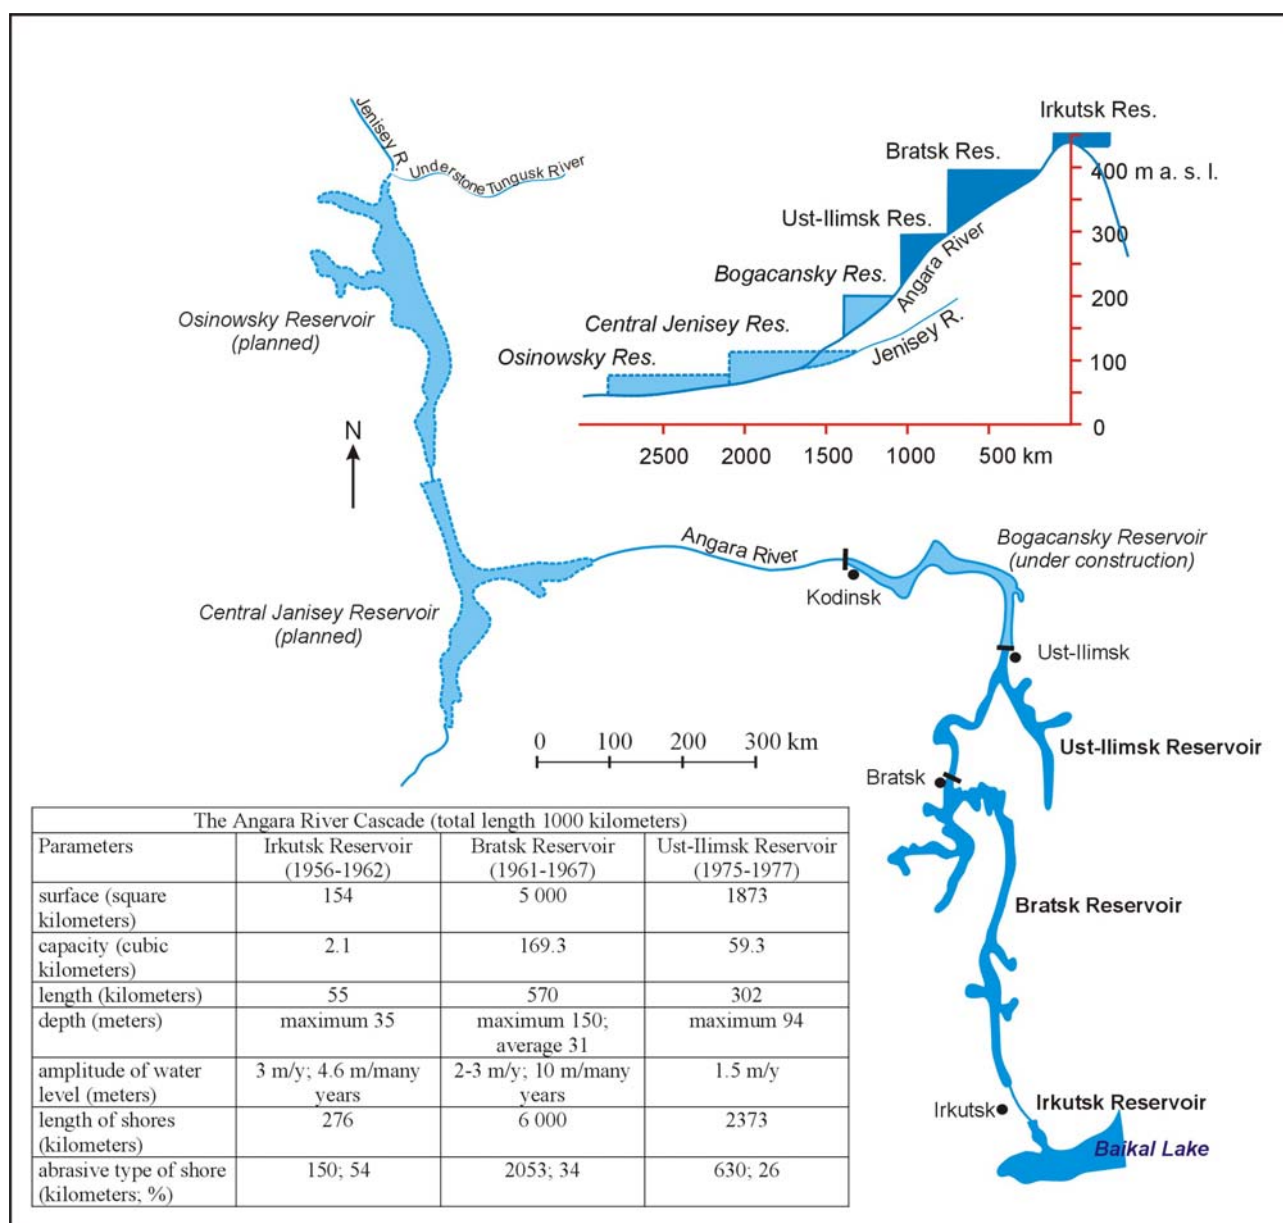 Jenisey R.
Understone Tungusk River
Osinowsky Reservoir
(planned)
N
Central Janisey Reservoir
(planned)
Irkutsk Res.
Bratsk Res.
400 m a. s. l.
Ust-Ilimsk Res.
300
Bogacansky Res.
Angara River
200
Central Jenisey Res.
Jenisey R.
Osinowsky Res.
100
0
2500 2000 1500 1000 500 km
Angara River
Bogacansky Reservoir
(under construction)
Kodinsk
Ust-Ilimsk
0 100 200 300 km
Ust-Ilimsk Reservoir
Bratsk
Bratsk Reservoir
Irkutsk
Irkutsk Reservoir
Baikal Lake
The Angara River Cascade (total length 1000 kilometers)
Parameters Irkutsk Reservoir Bratsk Reservoir Ust-Ilimsk Reservoir
(1956-1962) (1961-1967) (1975-1977)
surface (square 154 5 000 1873
kilometers)
capacity (cubic 2.1 169.3 59.3
kilometers)
length (kilometers) 55 570 302
depth (meters) maximum 35 maximum 150; maximum 94
average 31
amplitude of water 3 m/y; 4.6 m/many 2-3 m/y; 10 m/many 1.5 m/y
level (meters) years years
length of shores 276 6 000 2373
(kilometers)
abrasive type of shore 150; 54 2053; 34 630; 26
(kilometers; %)